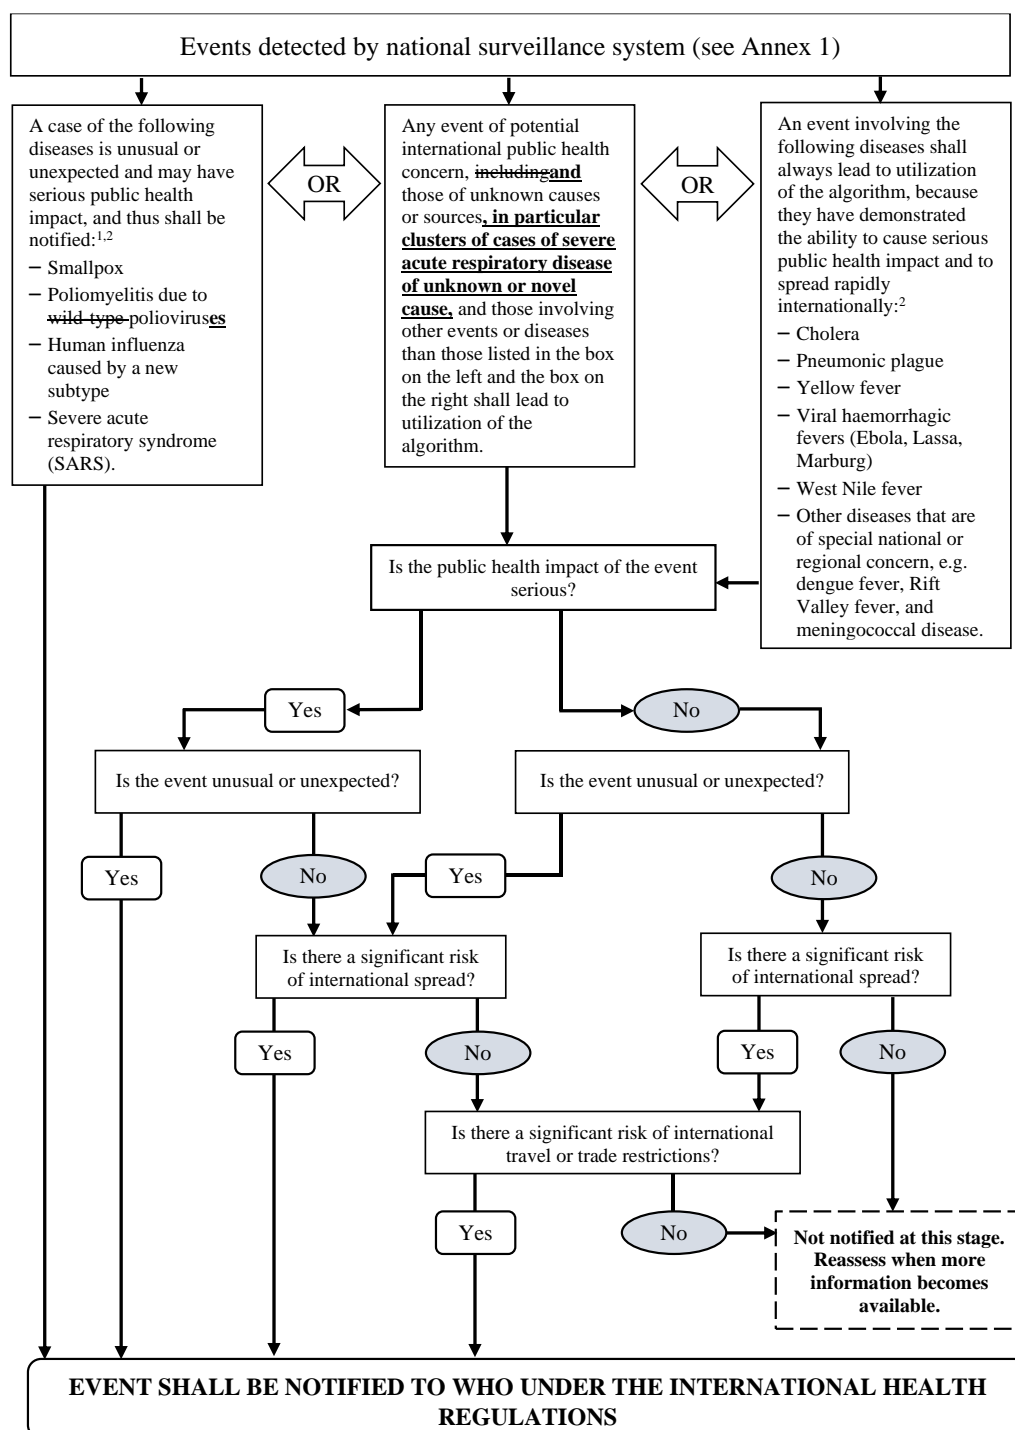 Events detected by national surveillance system (see Annex 1)
A case of the following
diseases is unusual or
unexpected and may have
serious public health
impact, and thus shall be
notified:1,2
– Smallpox
– Poliomyelitis due to
wild-type polioviruses
– Human influenza
caused by a new
subtype
– Severe acute
respiratory syndrome
(SARS).
OR
Any event of potential
international public health
concern, includingand
those of unknown causes
or sources, in particular
clusters of cases of severe
acute respiratory disease
of unknown or novel
cause, and those involving
other events or diseases
than those listed in the box
on the left and the box on
the right shall lead to
utilization of the
algorithm.
OR
An event involving the
following diseases shall
always lead to utilization
of the algorithm, because
they have demonstrated
the ability to cause serious
public health impact and to
spread rapidly
internationally:2
– Cholera
– Pneumonic plague
– Yellow fever
– Viral haemorrhagic
fevers (Ebola, Lassa,
Marburg)
– West Nile fever
– Other diseases that are
of special national or
regional concern, e.g.
dengue fever, Rift
Valley fever, and
meningococcal disease.
Is the public health impact of the event
serious?
Yes
No
Is the event unusual or unexpected?
Is the event unusual or unexpected?
Yes
No
Yes
No
Is there a significant risk
of international spread?
Is there a significant risk
of international spread?
Yes
No
Yes
No
Is there a significant risk of international
travel or trade restrictions?
Yes
No
Not notified at this stage.
Reassess when more
information becomes
available.
EVENT SHALL BE NOTIFIED TO WHO UNDER THE INTERNATIONAL HEALTH
REGULATIONS